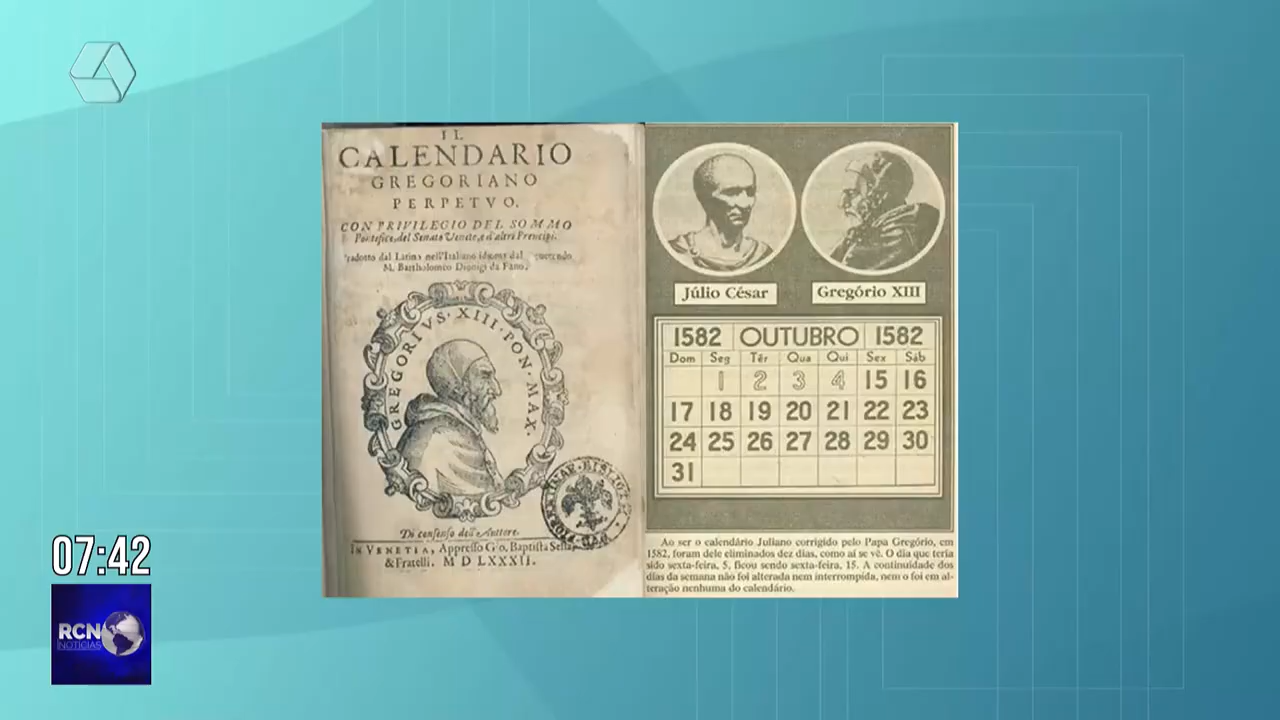 IL
CALENDARIO
GREGORIANO
PERPETVO.
CON PRIVILEGIO DEL SOMMO
Pontefice, del Senato Veneto, e d'altri Principi.
dal Latino nell'Italiano idioma dal
M. Bartholomeo Dionigi da Fano.
GREGORIVS · XIII · PON · MAX.
Di consenso dell'Auttore.
IN VENETIA, Appresso Gio. Baptista Sessa,
& Fratelli. M D LXXXII.
Júlio César
Gregório XIII
1582 OUTUBRO 1582
Dom Seg Têr Qua Qui Sex Sáb
1 2 3 4 15 16
17 18 19 20 21 22 23
24 25 26 27 28 29 30
31
Ao ser o calendário Juliano corrigido pelo Papa Gregório, em
1582, foram dele eliminados dez dias, como aí se vê. O dia que teria
sido sexta-feira, 5, ficou sendo sexta-feira, 15. A continuidade dos
dias da semana não foi alterada nem interrompida, nem o foi em al-
teração nenhuma do calendário.
07:42
RCN
NOTÍCIAS